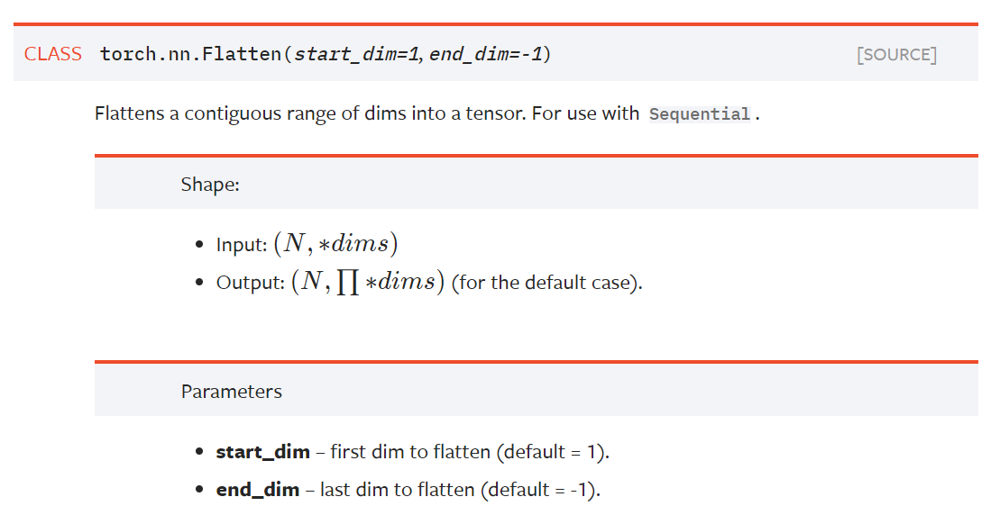 CLASS torch.nn.Flatten(start_dim=1, end_dim=-1) [SOURCE]
Flattens a contiguous range of dims into a tensor. For use with Sequential.
Shape:
• Input: (N, *dims)
• Output: (N, ∏ *dims) (for the default case).
Parameters
• start_dim – first dim to flatten (default = 1).
• end_dim – last dim to flatten (default = -1).